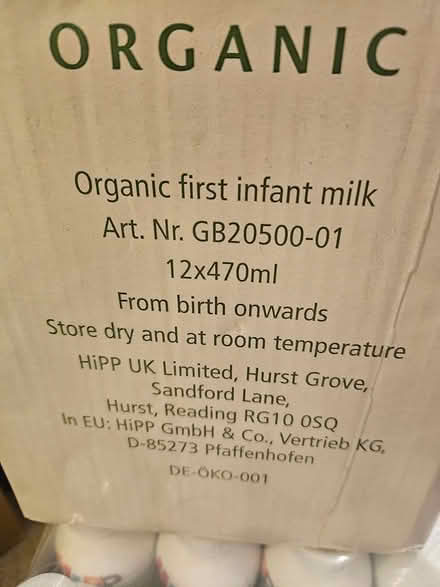 ORGANIC
Organic first infant milk
Art. Nr. GB20500-01
12x470ml
From birth onwards
Store dry and at room temperature
HiPP UK Limited, Hurst Grove,
Sandford Lane,
Hurst, Reading RG10 0SQ
In EU: HiPP GmbH & Co., Vertrieb KG,
D-85273 Pfaffenhofen
DE-ÖKO-001